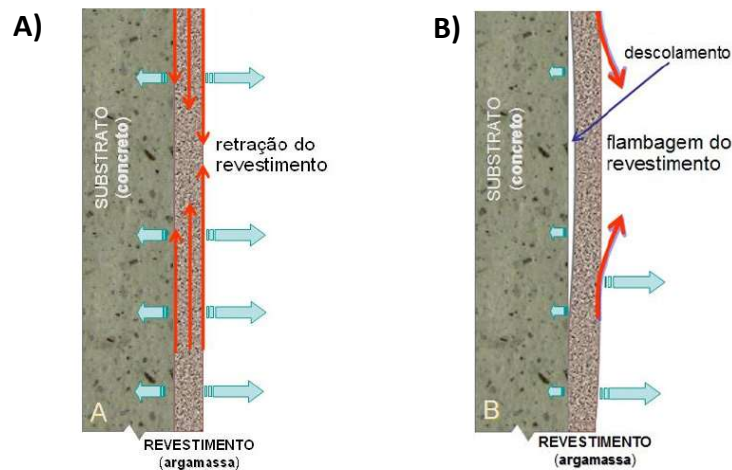 A)
SUBSTRATO
(concreto)
retração do
revestimento
A
REVESTIMENTO
(argamassa)
B)
descolamento
SUBSTRATO
(concreto)
flambagem do
revestimento
B
REVESTIMENTO
(argamassa)